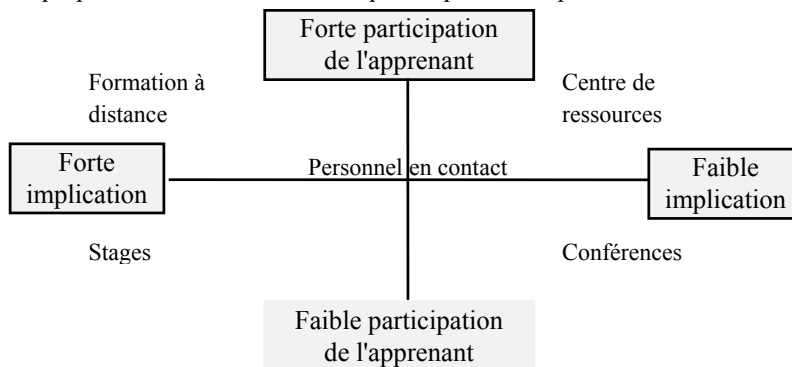 Forte participation
de l'apprenant
Formation à
distance
Centre de
ressources
Forte
implication
Personnel en contact
Faible
implication
Stages
Conférences
Faible participation
de l'apprenant